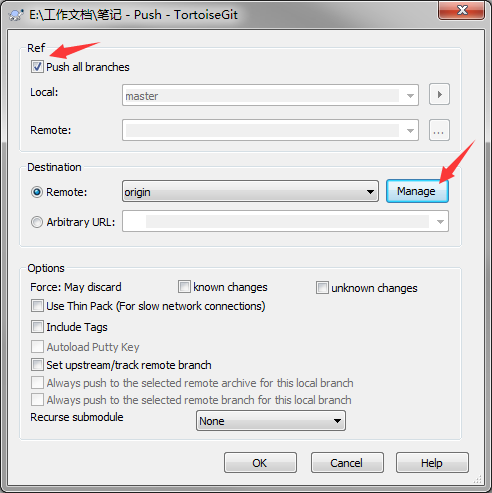 E:\工作文档\笔记 - Push - TortoiseGit
Ref
Push all branches
Local:
master
Remote:
...
Destination
Remote:
origin
Manage
Arbitrary URL:
Options
Force: May discard
known changes
unknown changes
Use Thin Pack (For slow network connections)
Include Tags
Autoload Putty Key
Set upstream/track remote branch
Always push to the selected remote archive for this local branch
Always push to the selected remote branch for this local branch
Recurse submodule
None
OK
Cancel
Help